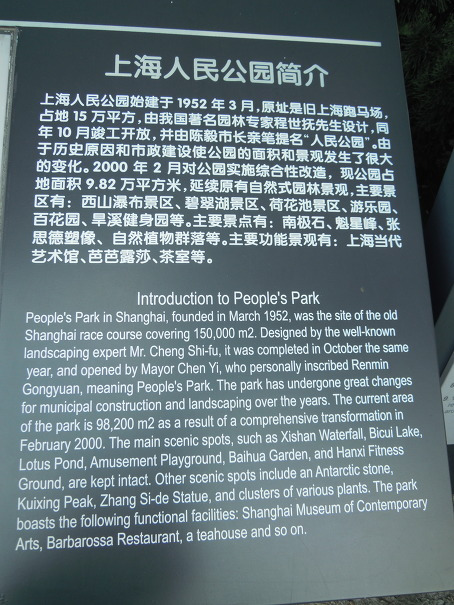 上海人民公园简介
上海人民公园始建于 1952 年 3 月，原址是旧上海跑马场，
占地 15 万平方，由我国著名园林专家程世抚先生设计，同
年 10 月竣工开放，并由陈毅市长亲笔提名“人民公园”。由
于历史原因和市政建设使公园的面积和景观发生了很大
的变化。2000 年 2 月对公园实施综合性改造，现公园占
地面积 9.82 万平方米，延续原有自然式园林景观，主要景
区有：西山瀑布景区、碧翠湖景区、荷花池景区、游乐园、
百花园、旱溪健身园等。主要景点有：南极石、魁星峰、张
思德塑像、自然植物群落等。主要功能景观有：上海当代
艺术馆、芭芭露莎、茶室等。
Introduction to People's Park
People's Park in Shanghai, founded in March 1952, was the site of the old
Shanghai race course covering 150,000 m2. Designed by the well-known
landscaping expert Mr. Cheng Shi-fu, it was completed in October the same
year, and opened by Mayor Chen Yi, who personally inscribed Renmin
Gongyuan, meaning People's Park. The park has undergone great changes
for municipal construction and landscaping over the years. The current area
of the park is 98,200 m2 as a result of a comprehensive transformation in
February 2000. The main scenic spots, such as Xishan Waterfall, Bicui Lake,
Lotus Pond, Amusement Playground, Baihua Garden, and Hanxi Fitness
Ground, are kept intact. Other scenic spots include an Antarctic stone,
Kuixing Peak, Zhang Si-de Statue, and clusters of various plants. The park
boasts the following functional facilities: Shanghai Museum of Contemporary
Arts, Barbarossa Restaurant, a teahouse and so on.